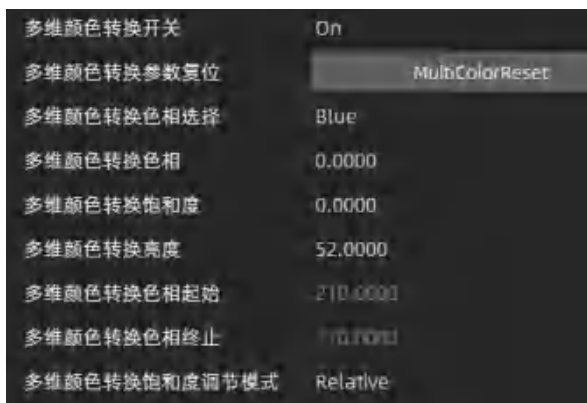 多维颜色转换开关 On
多维颜色转换参数复位 MultiColorReset
多维颜色转换色相选择 Blue
多维颜色转换色相 0.0000
多维颜色转换饱和度 0.0000
多维颜色转换亮度 52.0000
多维颜色转换色相起始 210.0000
多维颜色转换色相终止
多维颜色转换饱和度调节模式 Relative